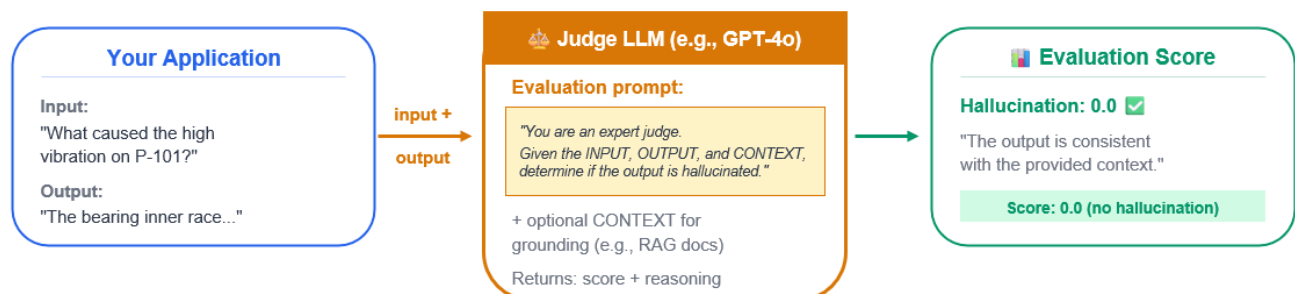 Your Application
Input:
"What caused the high
vibration on P-101?"
Output:
"The bearing inner race..."
input +
output
⚖️ Judge LLM (e.g., GPT-4o)
Evaluation prompt:
"You are an expert judge.
Given the INPUT, OUTPUT, and CONTEXT,
determine if the output is hallucinated."
+ optional CONTEXT for
grounding (e.g., RAG docs)
Returns: score + reasoning
📊 Evaluation Score
Hallucination: 0.0 ✅
"The output is consistent
with the provided context."
Score: 0.0 (no hallucination)